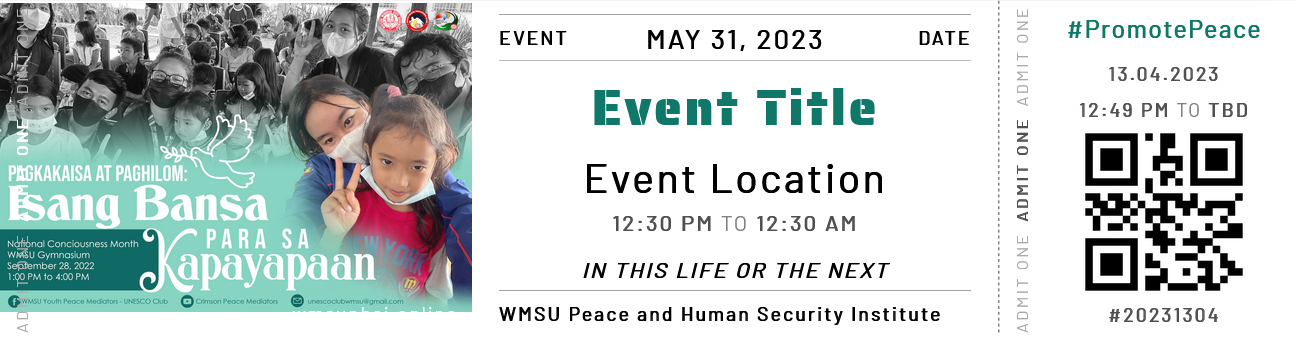 ADMIT ONE ADMIT ONE ADMIT ONE
PAGKAKAISA AT PAGHILOM:
Isang Bansa
PARA SA
Kapayapaan
National Conciousness Month
WMSU Gymnasium
September 28, 2022
1:00 PM to 4:00 PM
WMSU Youth Peace Mediators - UNESCO Club
Crimson Peace Mediators
unescoclubwmsu@gmail.com
EVENT MAY 31, 2023 DATE
Event Title
Event Location
12:30 PM TO 12:30 AM
IN THIS LIFE OR THE NEXT
WMSU Peace and Human Security Institute
ADMIT ONE ADMIT ONE ADMIT ONE
#PromotePeace
13.04.2023
12:49 PM TO TBD
#20231304